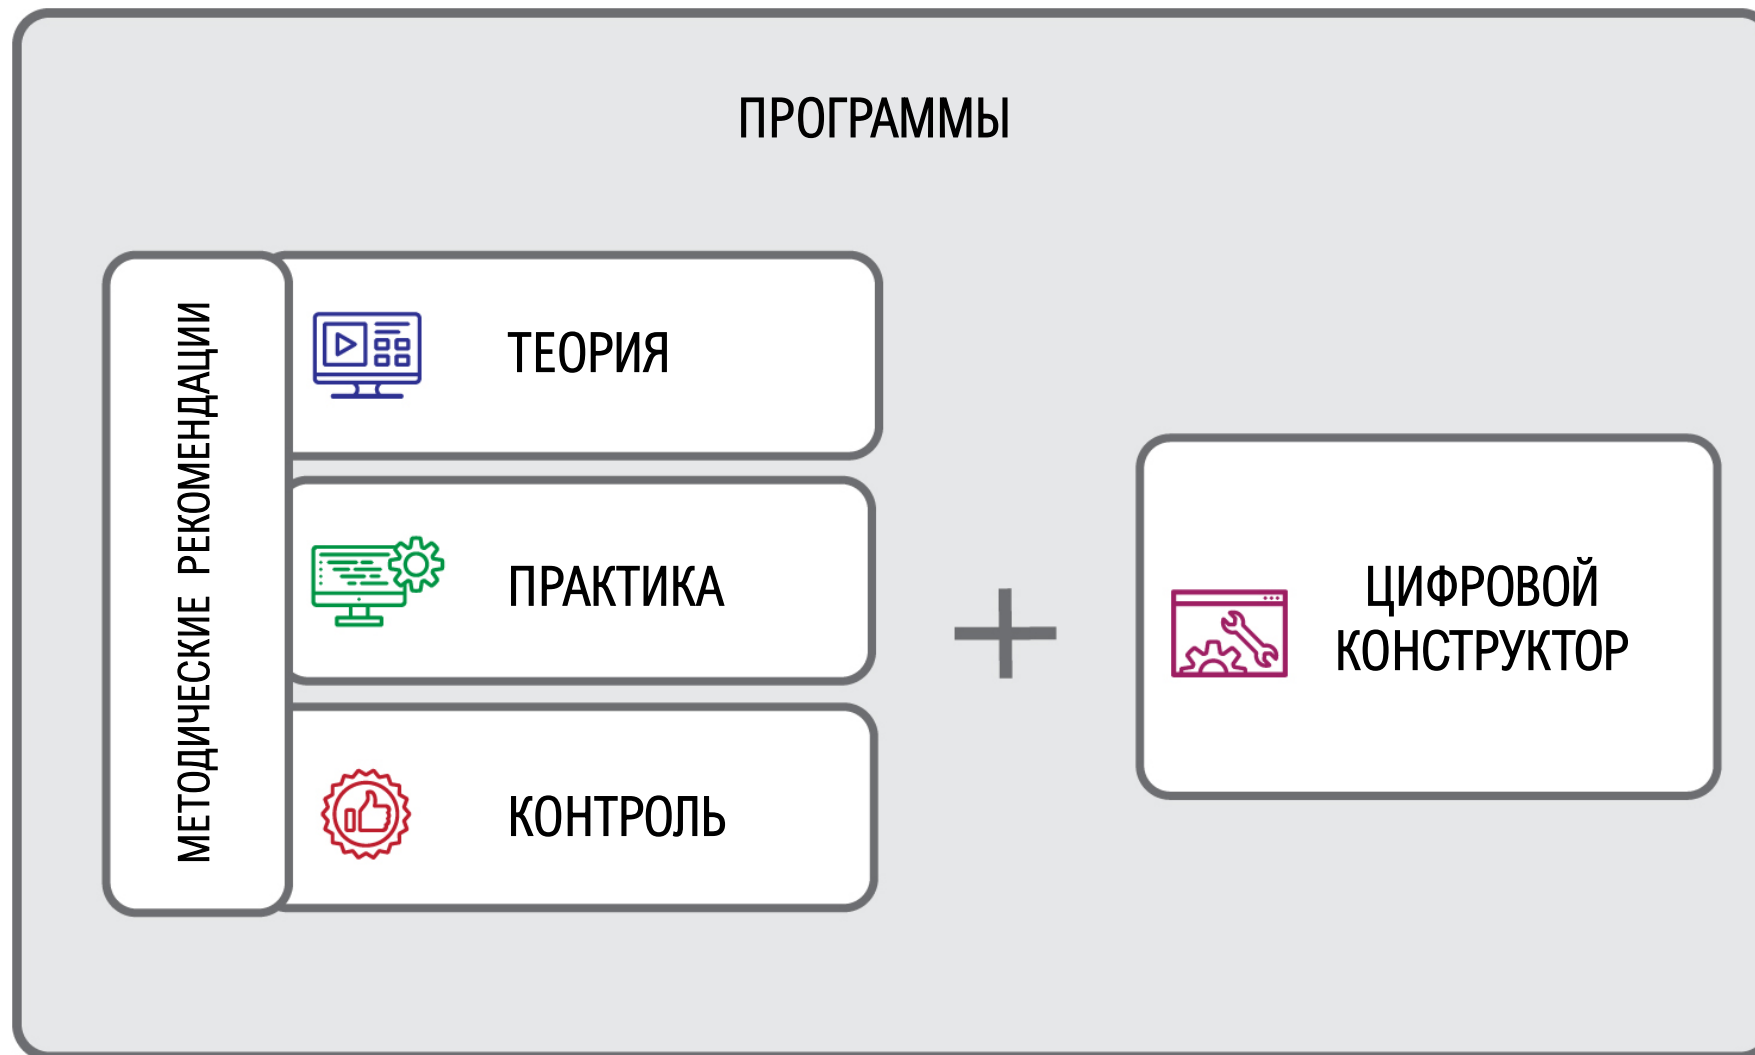 ПРОГРАММЫ
МЕТОДИЧЕСКИЕ РЕКОМЕНДАЦИИ
ТЕОРИЯ
ПРАКТИКА
КОНТРОЛЬ
ЦИФРОВОЙ
КОНСТРУКТОР